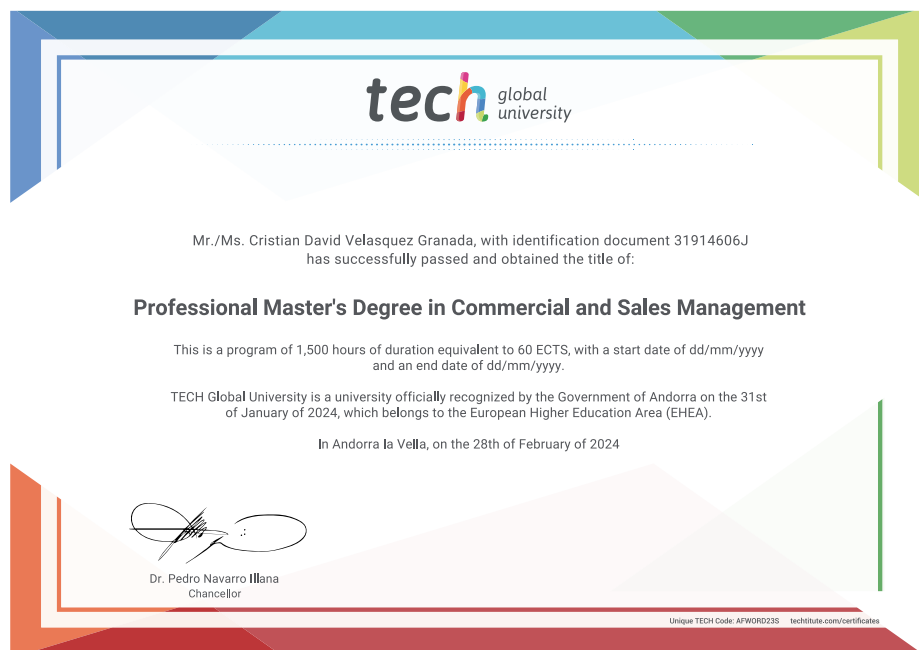 tech global university
Mr./Ms. Cristian David Velasquez Granada, with identification document 31914606J
has successfully passed and obtained the title of:
Professional Master's Degree in Commercial and Sales Management
This is a program of 1,500 hours of duration equivalent to 60 ECTS, with a start date of dd/mm/yyyy
and an end date of dd/mm/yyyy.
TECH Global University is a university officially recognized by the Government of Andorra on the 31st
of January of 2024, which belongs to the European Higher Education Area (EHEA).
In Andorra la Vella, on the 28th of February of 2024
Dr. Pedro Navarro Illana
Chancellor
Unique TECH Code: AFWORD23S techtitute.com/certificates